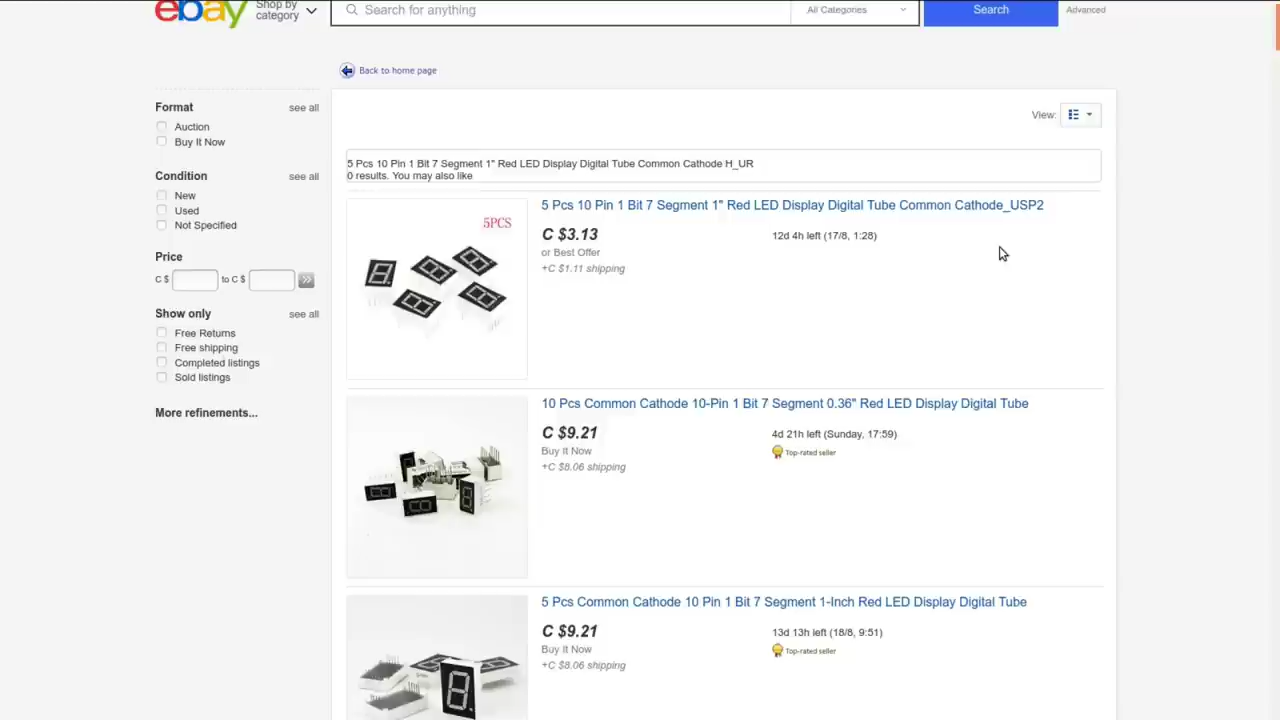 ebay
Shop by
category
Search for anything
All Categories
Search
Advanced
Back to home page
Format
see all
Auction
Buy It Now
Condition
see all
New
Used
Not Specified
Price
C $ to C $
Show only
see all
Free Returns
Free shipping
Completed listings
Sold listings
More refinements...
View:
5 Pcs 10 Pin 1 Bit 7 Segment 1" Red LED Display Digital Tube Common Cathode H_UR
0 results. You may also like
5PCS
5 Pcs 10 Pin 1 Bit 7 Segment 1" Red LED Display Digital Tube Common Cathode_USP2
C $3.13
12d 4h left (17/8, 1:28)
or Best Offer
+C $1.11 shipping
10 Pcs Common Cathode 10-Pin 1 Bit 7 Segment 0.36" Red LED Display Digital Tube
C $9.21
4d 21h left (Sunday, 17:59)
Buy It Now
Top-rated seller
+C $8.06 shipping
5 Pcs Common Cathode 10 Pin 1 Bit 7 Segment 1-Inch Red LED Display Digital Tube
C $9.21
13d 13h left (18/8, 9:51)
Buy It Now
Top-rated seller
+C $8.06 shipping